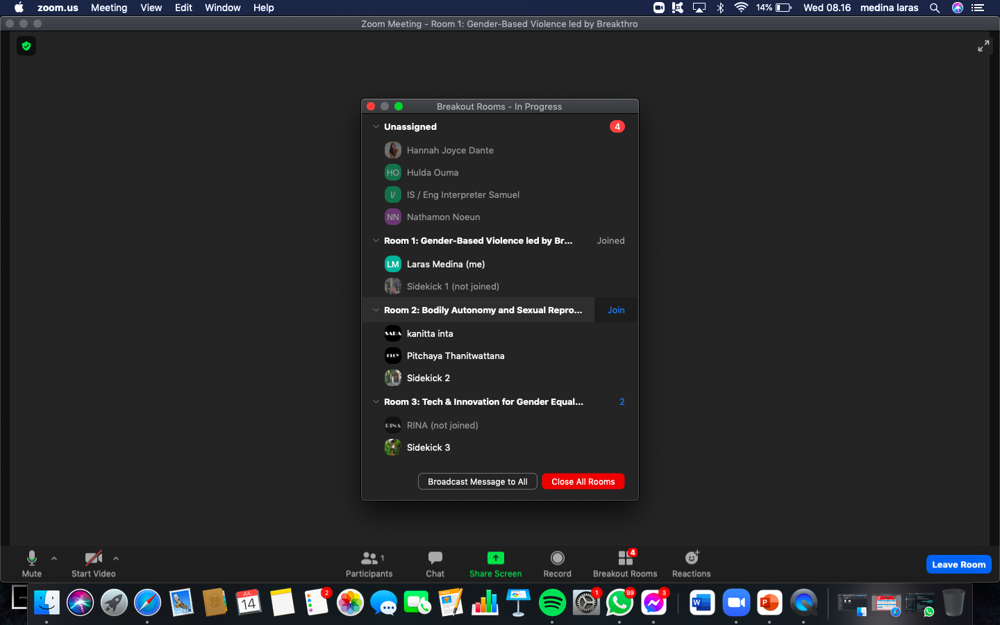 zoom.us Meeting View Edit Window Help 14% Wed 08.16 medina laras
Zoom Meeting - Room 1: Gender-Based Violence led by Breakthro
Breakout Rooms - In Progress
Unassigned 4
Hannah Joyce Dante
HO Hulda Ouma
I/ IS / Eng Interpreter Samuel
NN Nathamon Noeun
Room 1: Gender-Based Violence led by Br... Joined
LM Laras Medina (me)
Sidekick 1 (not joined)
Room 2: Bodily Autonomy and Sexual Repro... Join
SARA kanitta inta
PLOY Pitchaya Thanitwattana
Sidekick 2
Room 3: Tech & Innovation for Gender Equal... 2
RINA RINA (not joined)
Sidekick 3
Broadcast Message to All Close All Rooms
1 4
Mute Start Video Participants Chat Share Screen Record Breakout Rooms Reactions Leave Room
JUL 14 2 1 99 3 W P